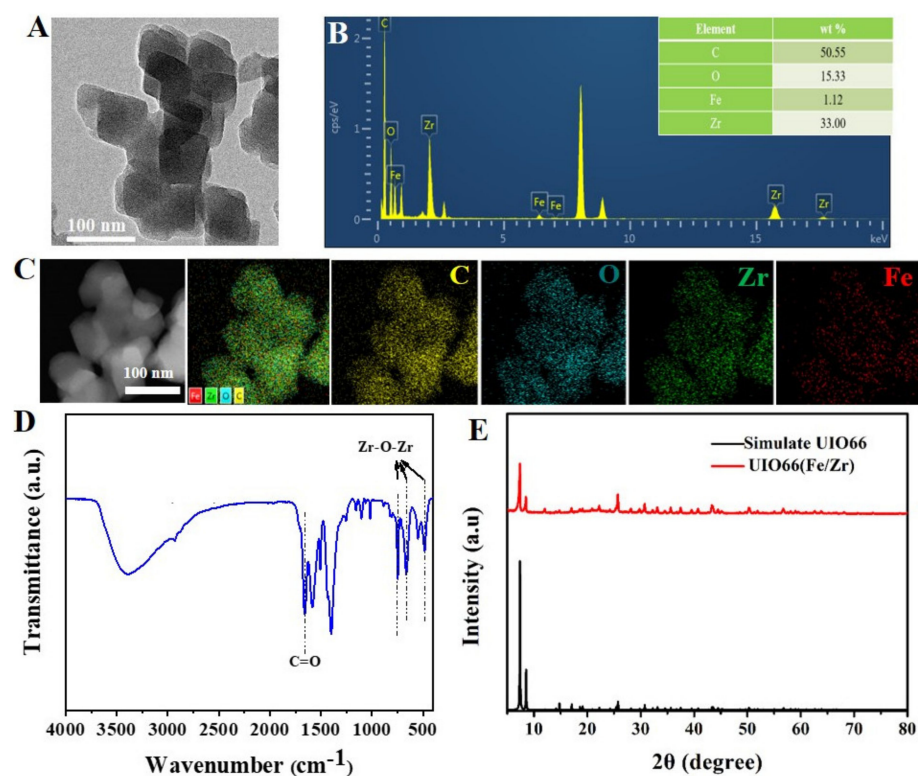 A
100 nm
B
Element wt %
C 50.55
O 15.33
Fe 1.12
Zr 33.00
cps/eV
2
1
0
C
O
Fe
Zr
Fe
Fe
Zr
Zr
0 5 10 15 keV
C
100 nm
Fe Zr O C
C
O
Zr
Fe
D
Zr-O-Zr
C=O
Transmittance (a.u.)
4000 3500 3000 2500 2000 1500 1000 500
Wavenumber (cm-1)
E
Simulate UIO66
UIO66(Fe/Zr)
Intensity (a.u)
10 20 30 40 50 60 70 80
2θ (degree)